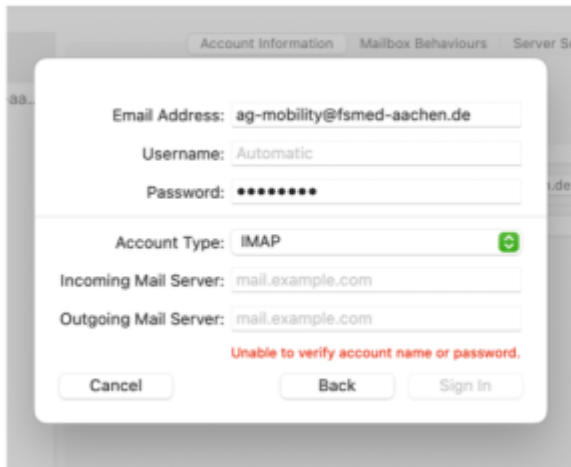 Account Information Mailbox Behaviours Server Se
-aa...
Email Address: ag-mobility@fsmed-aachen.de
Username: Automatic
Password: ••••••••
n.de
Account Type: IMAP
Incoming Mail Server: mail.example.com
Outgoing Mail Server: mail.example.com
Unable to verify account name or password.
Cancel Back Sign In